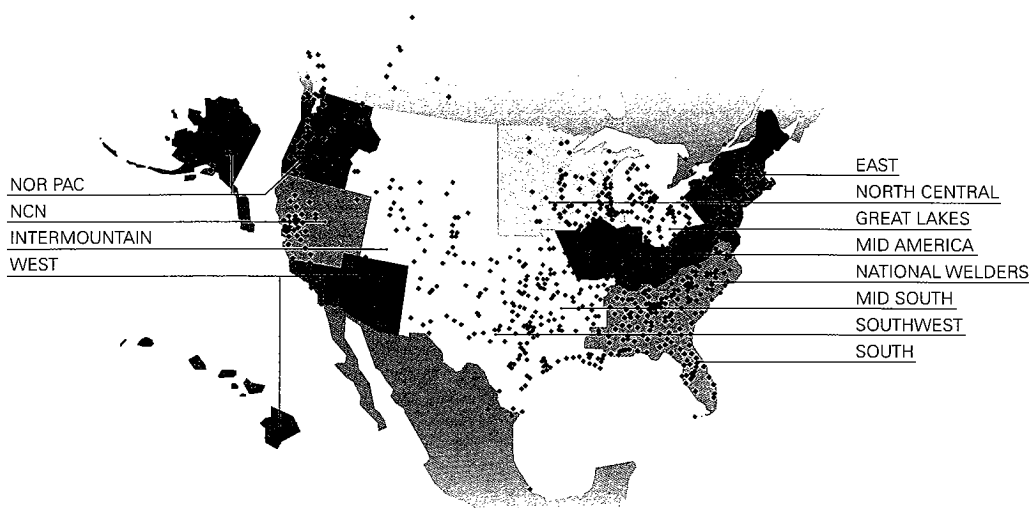 NOR PAC
NCN
INTERMOUNTAIN
WEST
EAST
NORTH CENTRAL
GREAT LAKES
MID AMERICA
NATIONAL WELDERS
MID SOUTH
SOUTHWEST
SOUTH